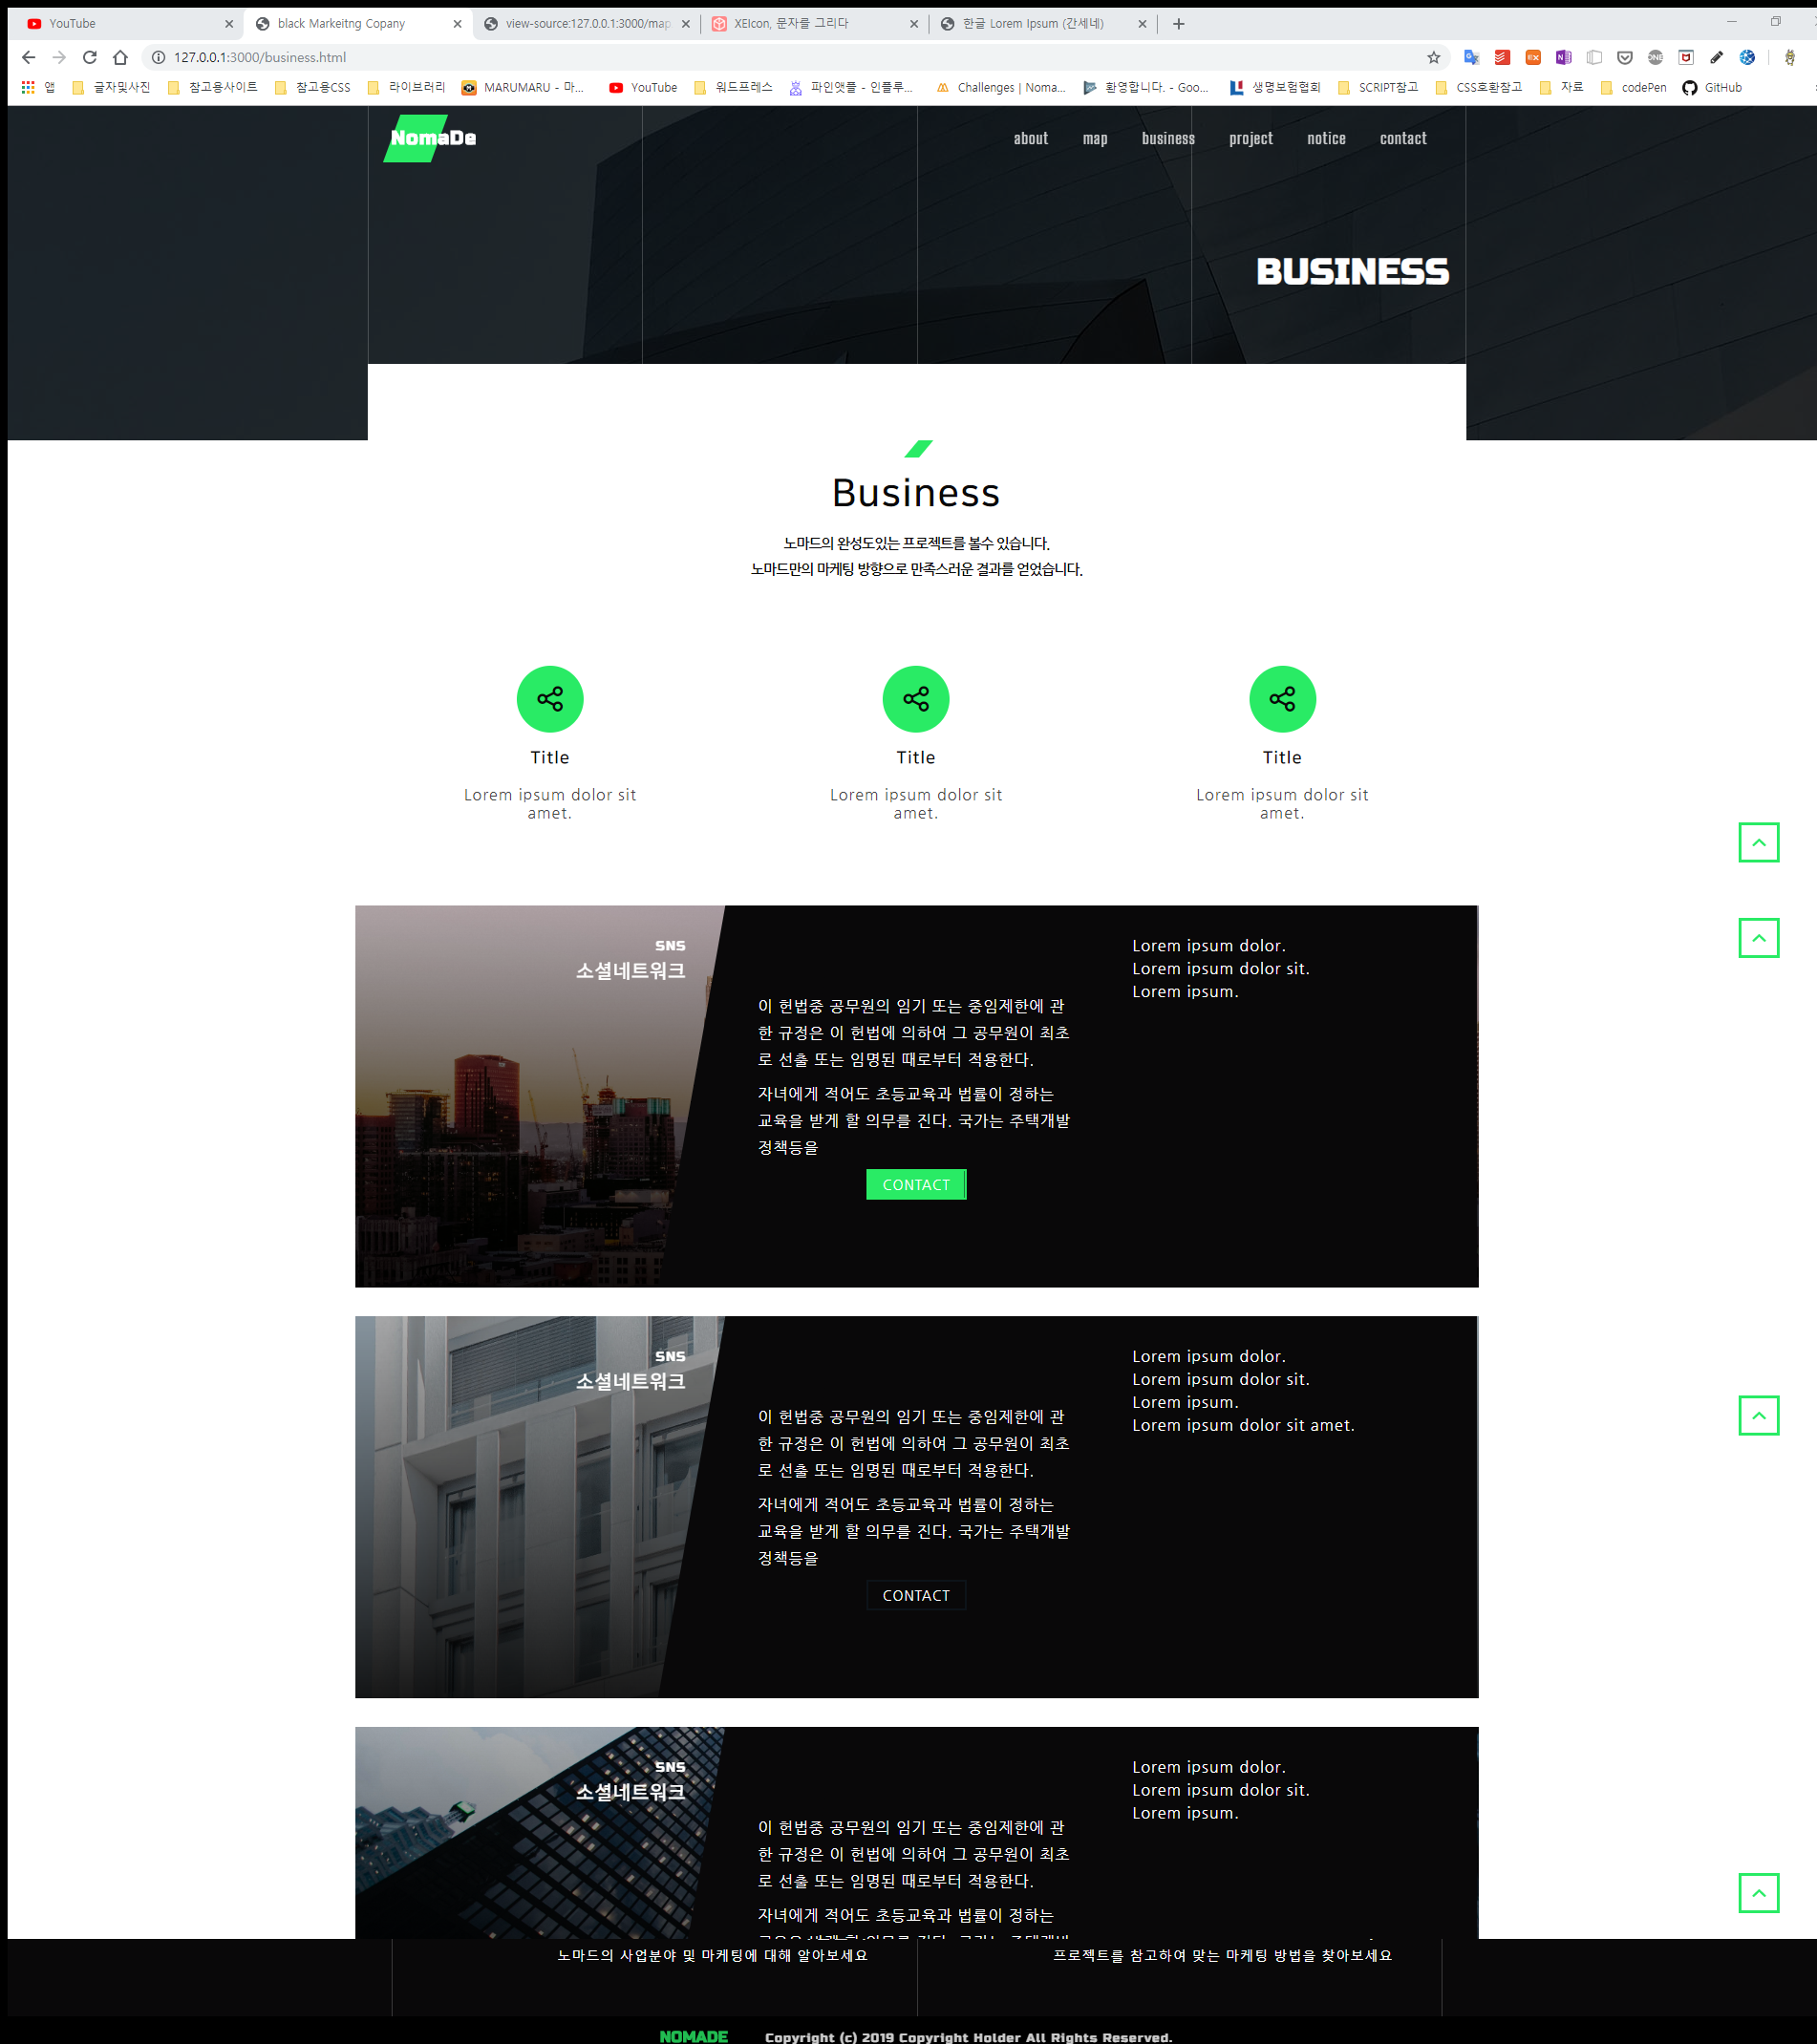 YouTube
black Markeitng Copany
view-source:127.0.0.1:3000/map
XEIcon, 문자를 그리다
한글 Lorem Ipsum (간세네)
127.0.0.1:3000/business.html
앱
글자및사진
참고용사이트
참고용CSS
라이브러리
MARUMARU - 마...
YouTube
워드프레스
파인앳플 - 인플루...
Challenges | Noma...
환영합니다. - Goo...
생명보험협회
SCRIPT참고
CSS호환참고
자료
codePen
GitHub
NomaDe
about
map
business
project
notice
contact
BUSINESS
Business
노마드의 완성도있는 프로젝트를 볼수 있습니다.
노마드만의 마케팅 방향으로 만족스러운 결과를 얻었습니다.
Title
Lorem ipsum dolor sit
amet.
Title
Lorem ipsum dolor sit
amet.
Title
Lorem ipsum dolor sit
amet.
SNS
소셜네트워크
이 헌법중 공무원의 임기 또는 중임제한에 관
한 규정은 이 헌법에 의하여 그 공무원이 최초
로 선출 또는 임명된 때로부터 적용한다.
자녀에게 적어도 초등교육과 법률이 정하는
교육을 받게 할 의무를 진다. 국가는 주택개발
정책등을
CONTACT
Lorem ipsum dolor.
Lorem ipsum dolor sit.
Lorem ipsum.
SNS
소셜네트워크
이 헌법중 공무원의 임기 또는 중임제한에 관
한 규정은 이 헌법에 의하여 그 공무원이 최초
로 선출 또는 임명된 때로부터 적용한다.
자녀에게 적어도 초등교육과 법률이 정하는
교육을 받게 할 의무를 진다. 국가는 주택개발
정책등을
CONTACT
Lorem ipsum dolor.
Lorem ipsum dolor sit.
Lorem ipsum.
Lorem ipsum dolor sit amet.
SNS
소셜네트워크
이 헌법중 공무원의 임기 또는 중임제한에 관
한 규정은 이 헌법에 의하여 그 공무원이 최초
로 선출 또는 임명된 때로부터 적용한다.
자녀에게 적어도 초등교육과 법률이 정하는
Lorem ipsum dolor.
Lorem ipsum dolor sit.
Lorem ipsum.
노마드의 사업분야 및 마케팅에 대해 알아보세요
프로젝트를 참고하여 맞는 마케팅 방법을 찾아보세요
NOMADE
Copyright (c) 2019 Copyright Holder All Rights Reserved.